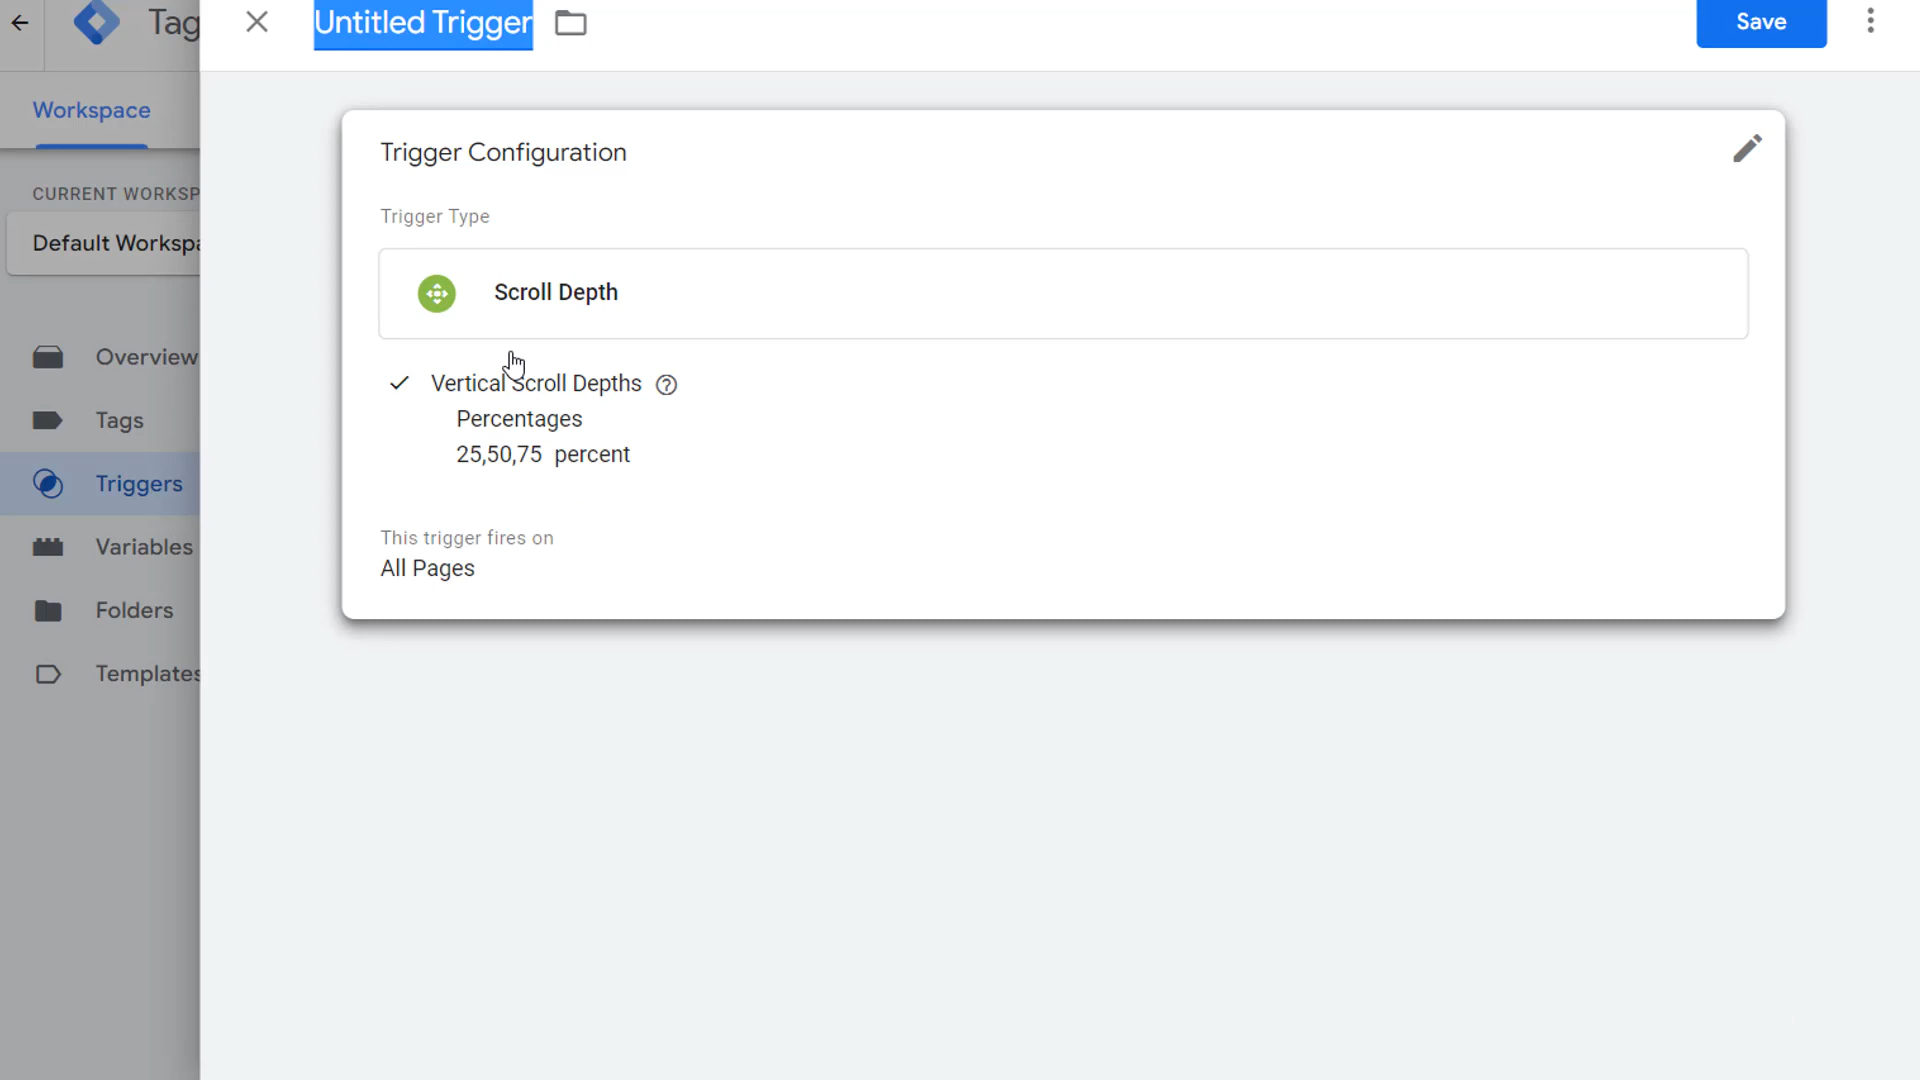 Tag
Untitled Trigger
Save
Workspace
CURRENT WORKSP
Default Workspa
Overview
Tags
Triggers
Variables
Folders
Templates
Trigger Configuration
Trigger Type
Scroll Depth
Vertical Scroll Depths
Percentages
25,50,75 percent
This trigger fires on
All Pages